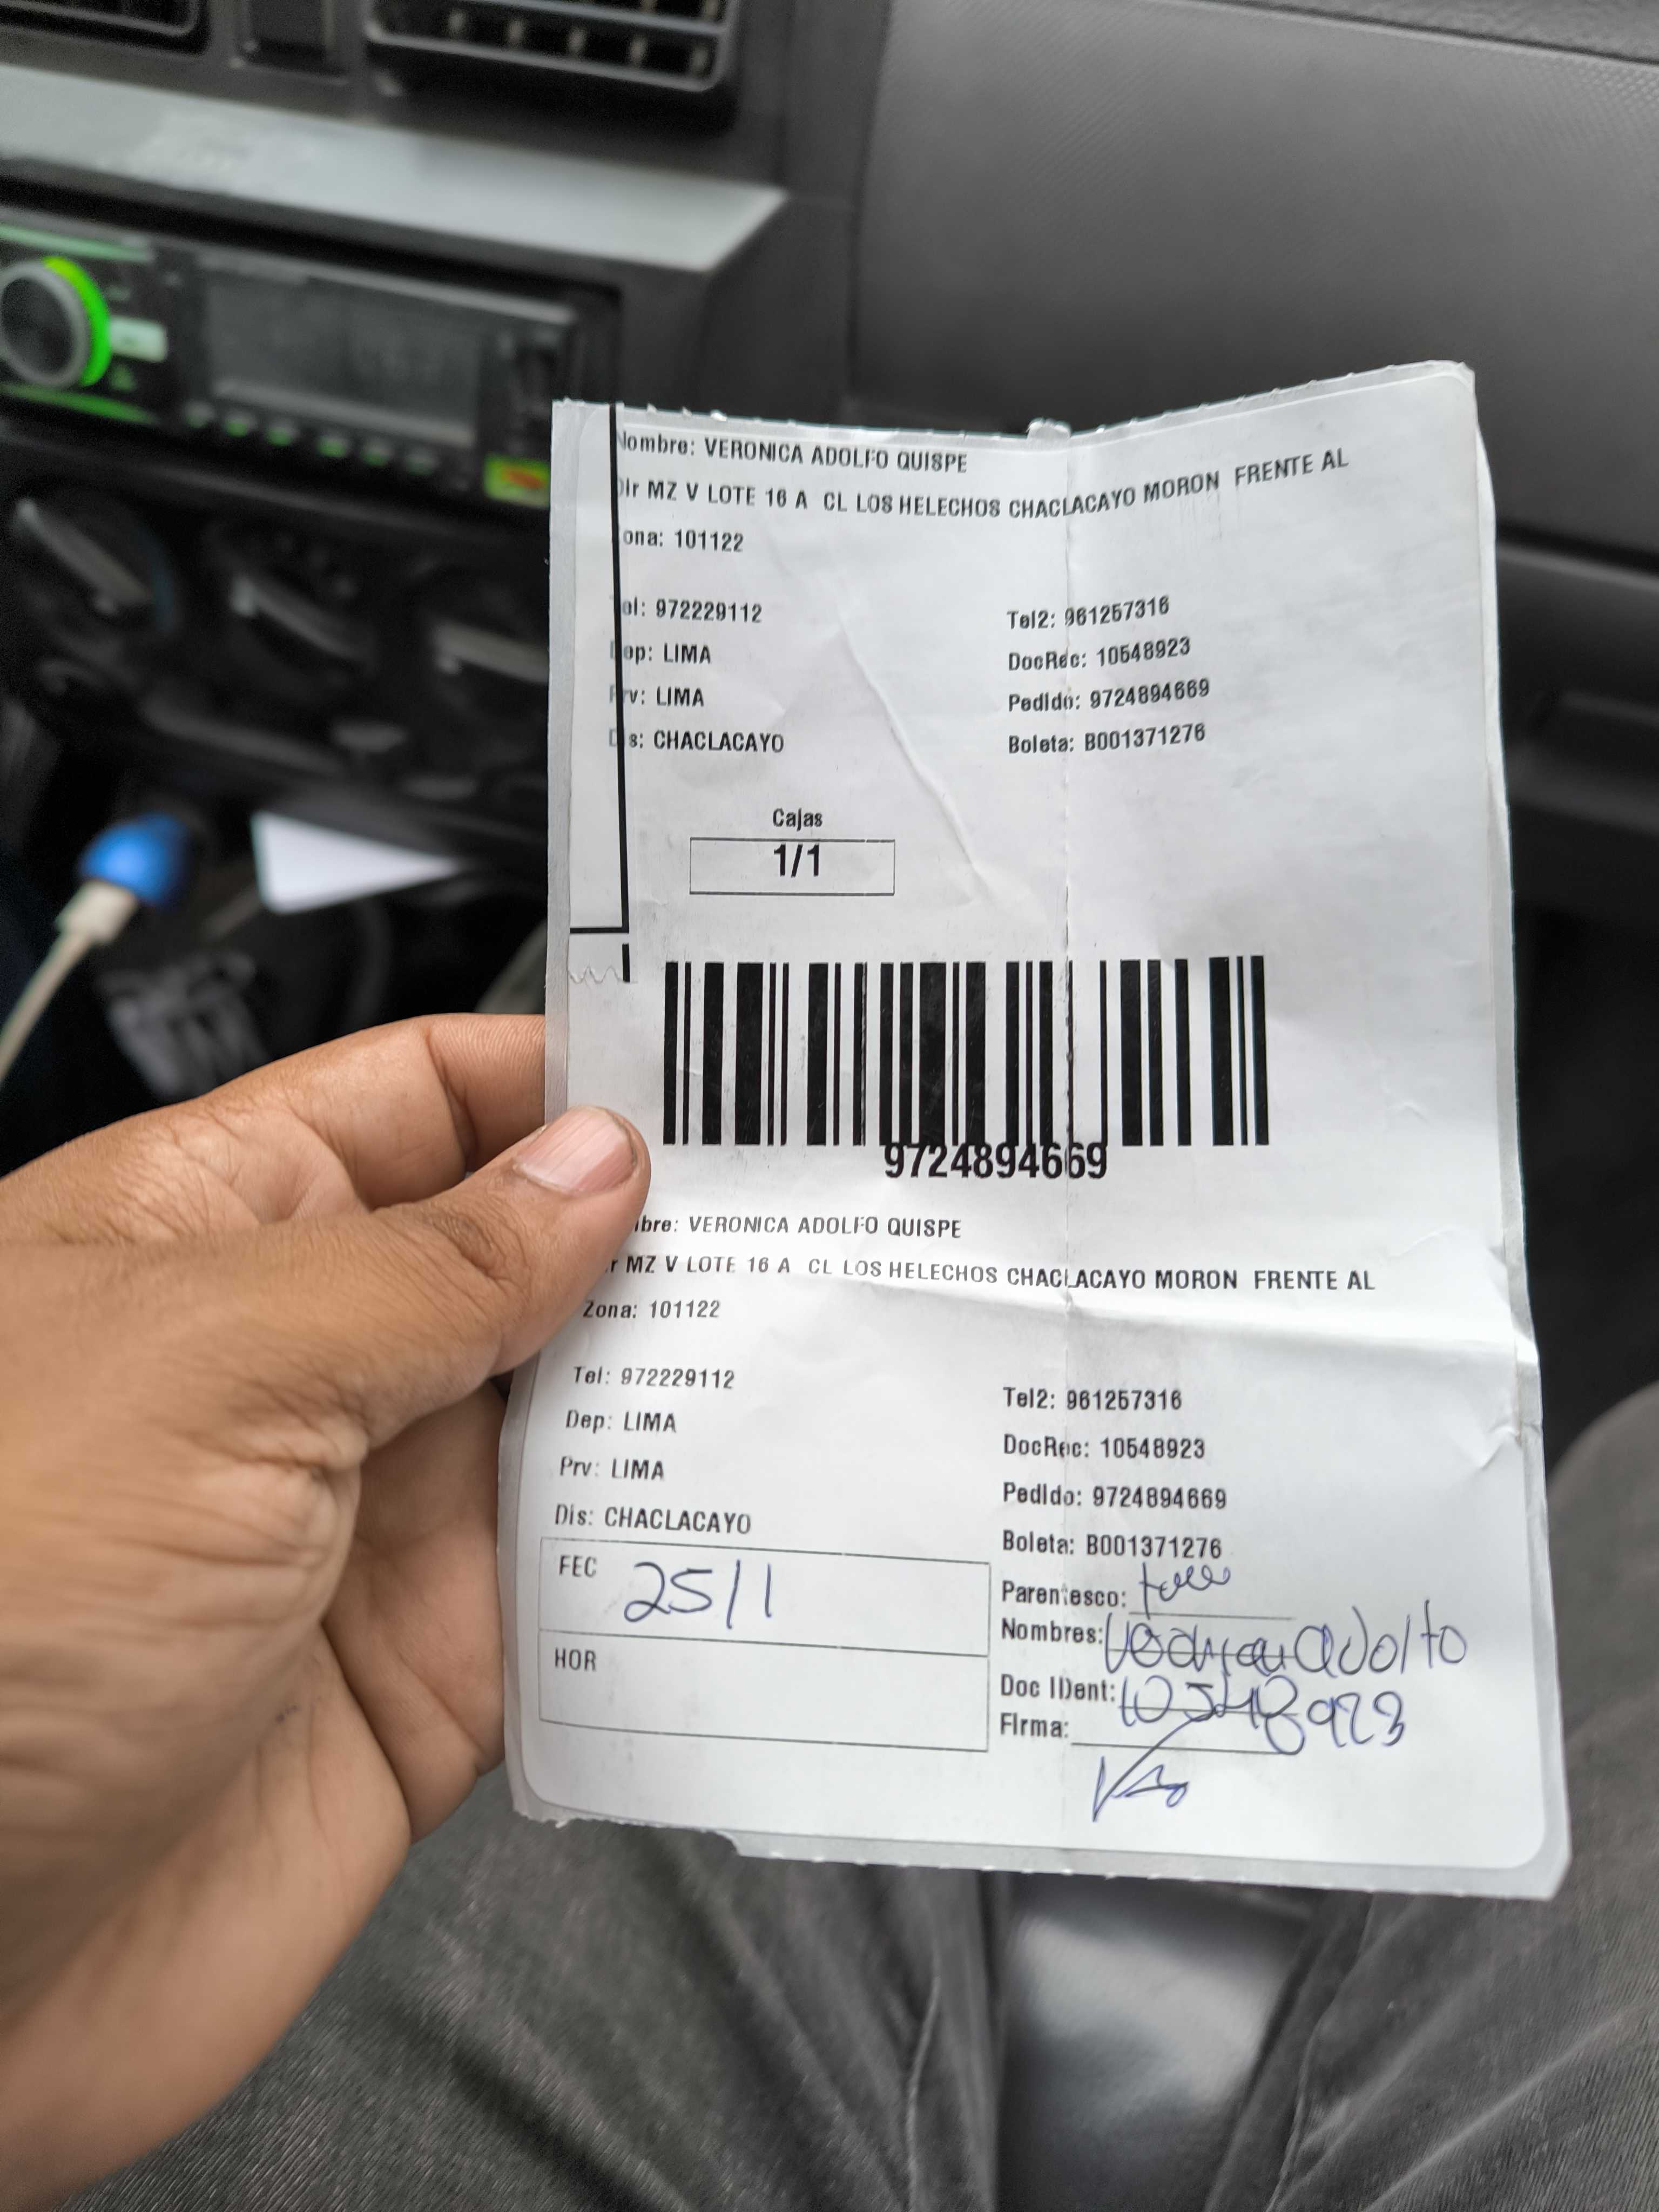 Nombre: VERONICA ADOLFO QUISPE
Dir MZ V LOTE 16 A CL LOS HELECHOS CHACLACAYO MORON FRENTE AL
ona: 101122
el: 972229112 Tel2: 961257316
Dep: LIMA DocRec: 10548923
Prv: LIMA Pedido: 9724894669
Dis: CHACLACAYO Boleta: B001371276
Cajas
1/1
9724894669
bre: VERONICA ADOLFO QUISPE
r MZ V LOTE 16 A CL LOS HELECHOS CHACLACAYO MORON FRENTE AL
Zona: 101122
Tel: 972229112 Tel2: 961257316
Dep: LIMA DocRec: 10548923
Prv: LIMA Pedido: 9724894669
Dis: CHACLACAYO Boleta: B001371276
FEC 25/1
HOR
Parentesco:
Nombres: Adolfo
Doc IDent: 10548923
Firma: